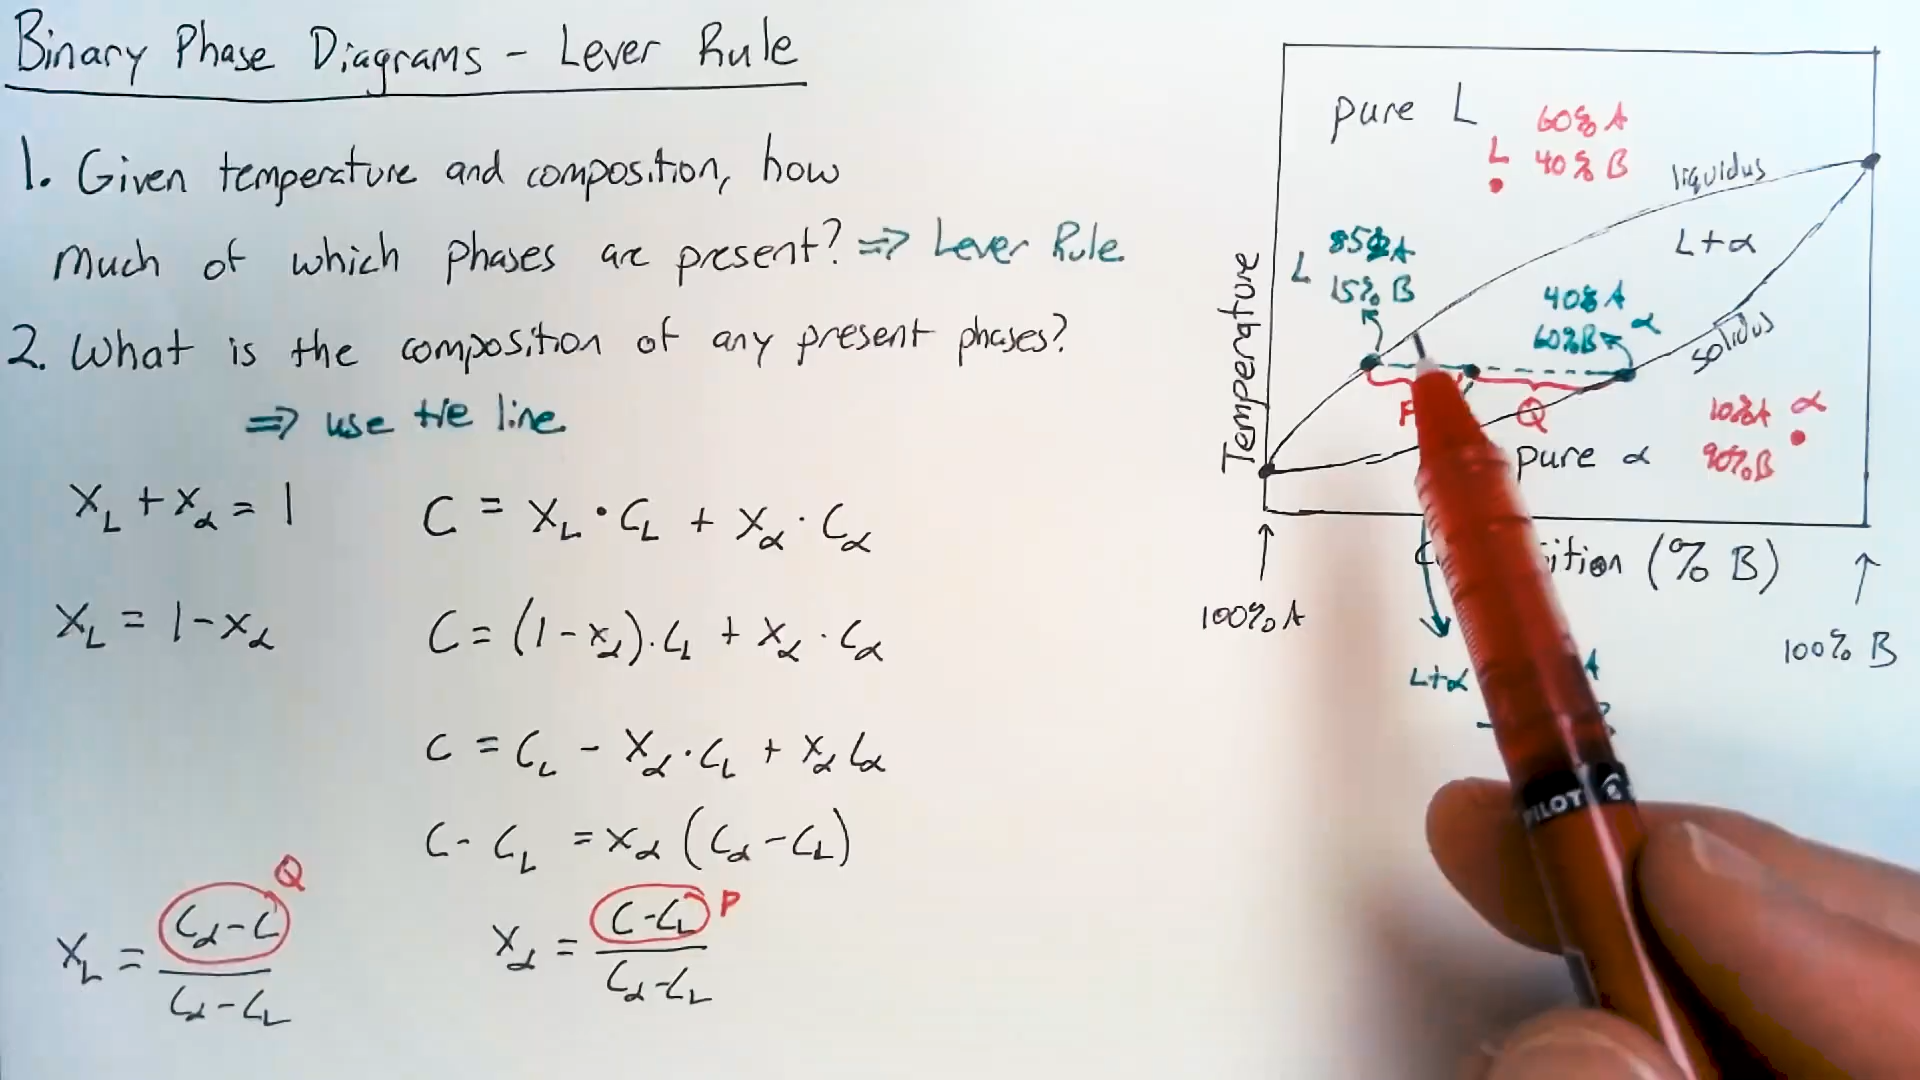 Binary Phase Diagrams - Lever Rule
1. Given temperature and composition, how
much of which phases are present? => Lever Rule
2. What is the composition of any present phases?
=> use tie line
X_L + X_α = 1
X_L = 1 - X_α
C = X_L · C_L + X_α · C_α
C = (1 - X_α) · C_L + X_α · C_α
C = C_L - X_α · C_L + X_α C_α
C - C_L = X_α (C_α - C_L)
Q
X_L = (C_α - C) / (C_α - C_L)
P
X_α = (C - C_L) / (C_α - C_L)
pure L
60% A
L 40% B
liquidus
L+α
85% A
L 15% B
40% A
60% B α
solidus
Temperature
P Q
10% A α
90% B
pure α
(% B)
100% A
100% B
L+α
PILOT